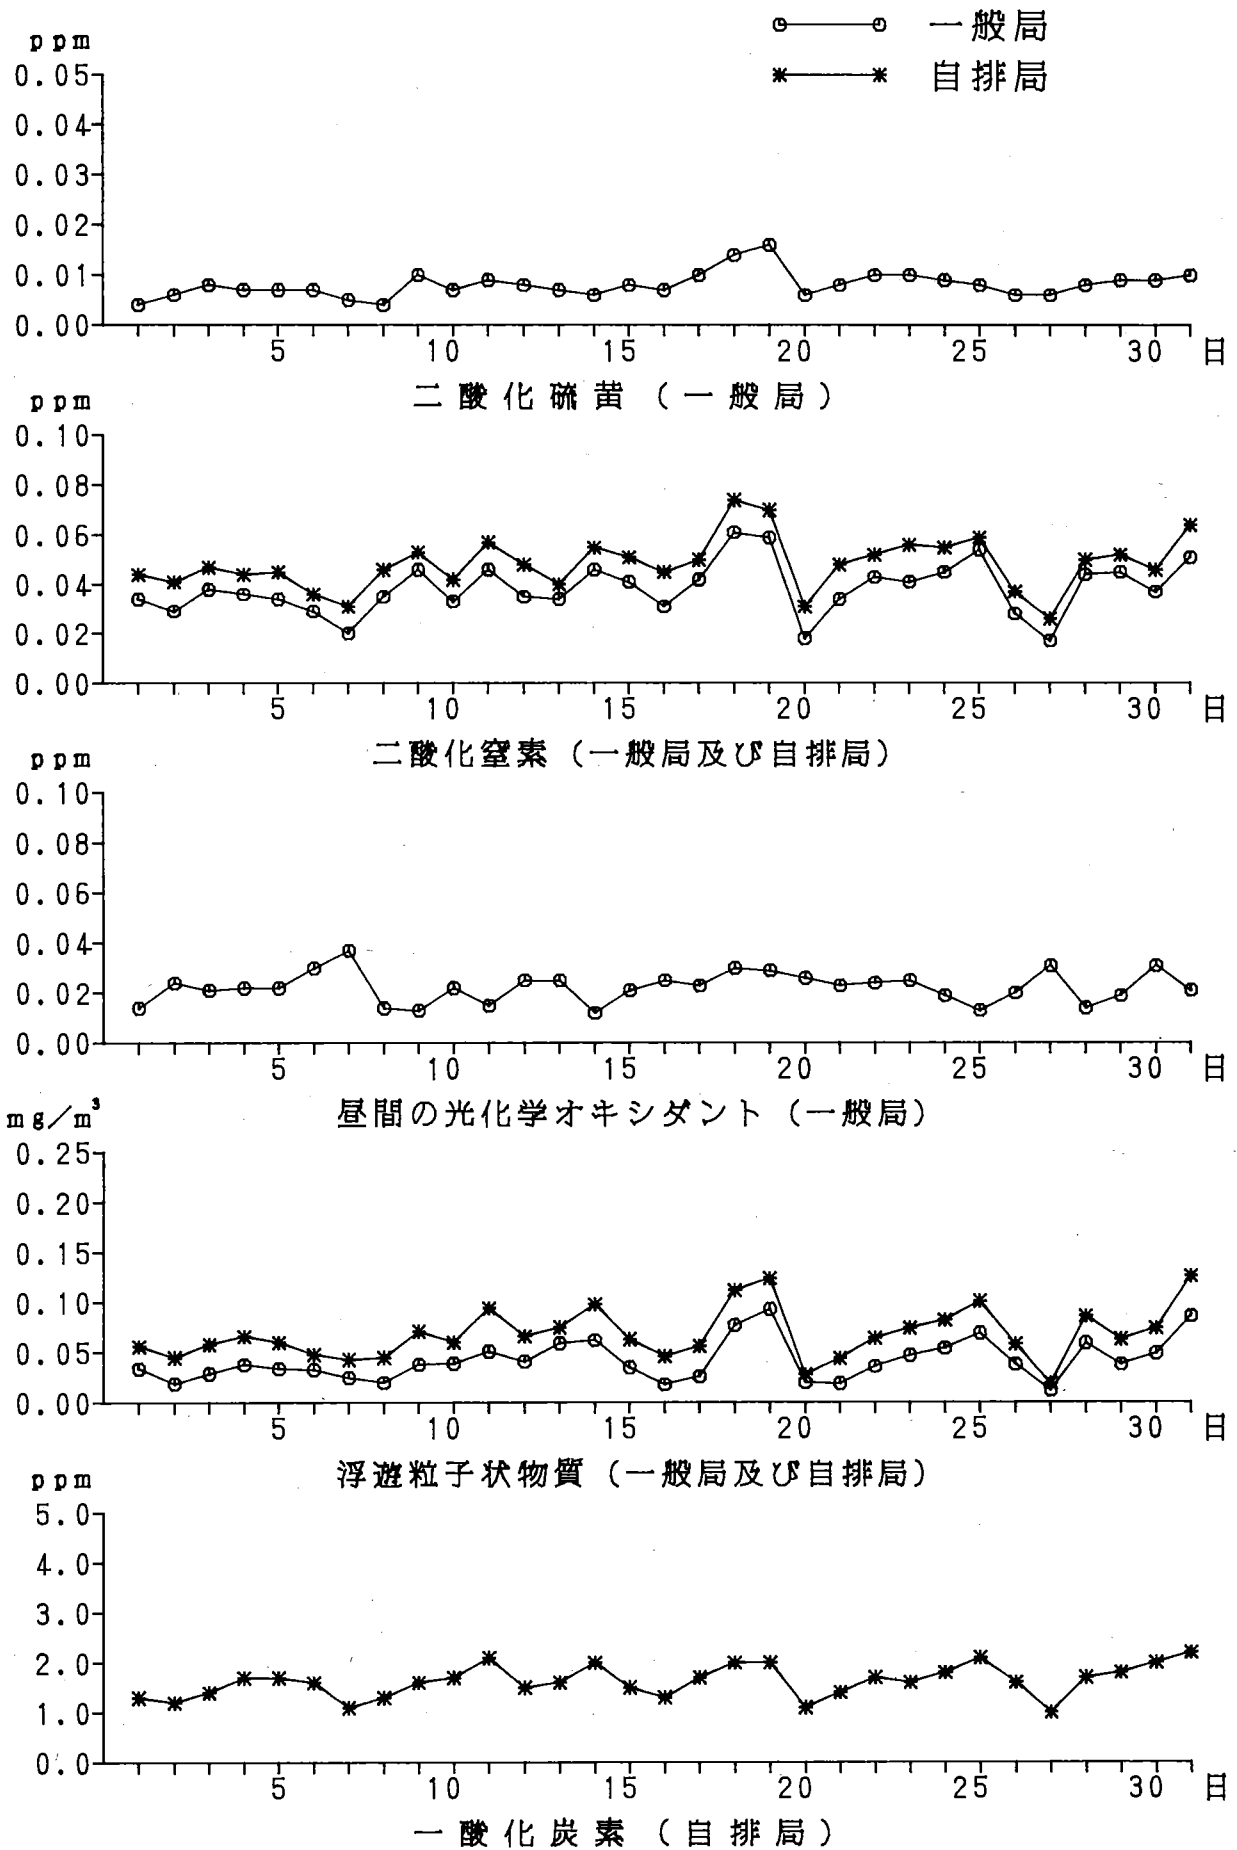 一般局
自排局
ppm
0.05
0.04
0.03
0.02
0.01
0.00
5 10 15 20 25 30 日
二酸化硫黄(一般局)
ppm
0.10
0.08
0.06
0.04
0.02
0.00
5 10 15 20 25 30 日
二酸化窒素(一般局及び自排局)
ppm
0.10
0.08
0.06
0.04
0.02
0.00
5 10 15 20 25 30 日
昼間の光化学オキシダント(一般局)
mg/m³
0.25
0.20
0.15
0.10
0.05
0.00
5 10 15 20 25 30 日
浮遊粒子状物質(一般局及び自排局)
ppm
5.0
4.0
3.0
2.0
1.0
0.0
5 10 15 20 25 30 日
一酸化炭素(自排局)